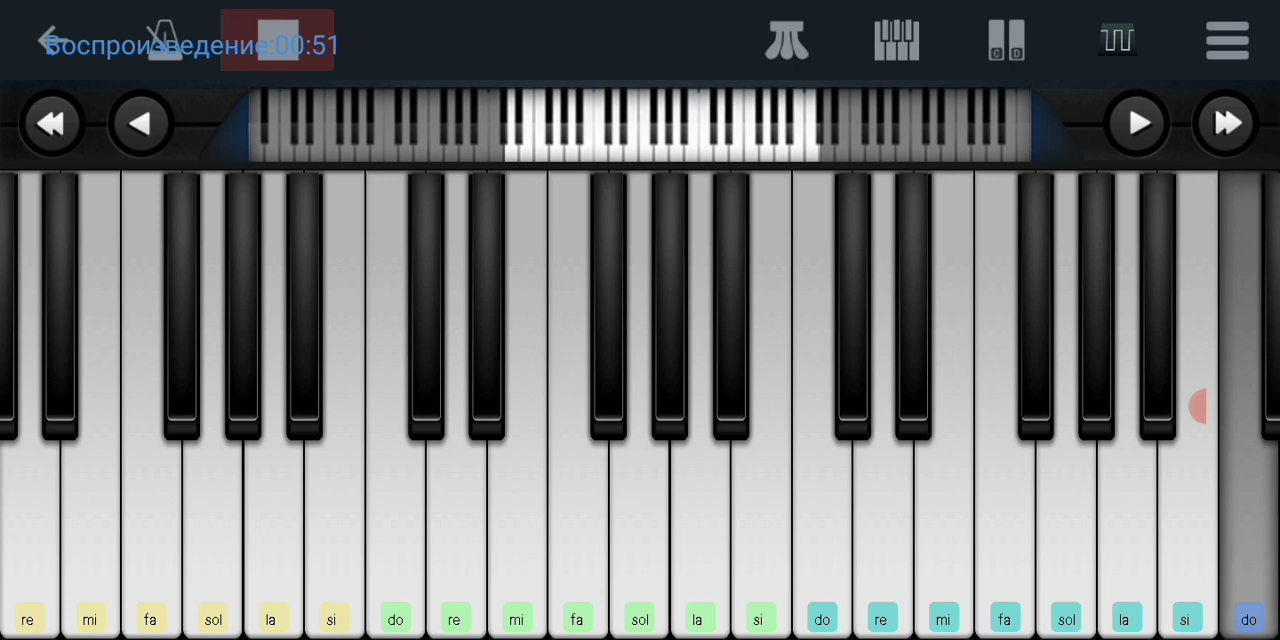 Воспроизведение:00:51
C D
re mi fa sol la si do re mi fa sol la si do re mi fa sol la si do